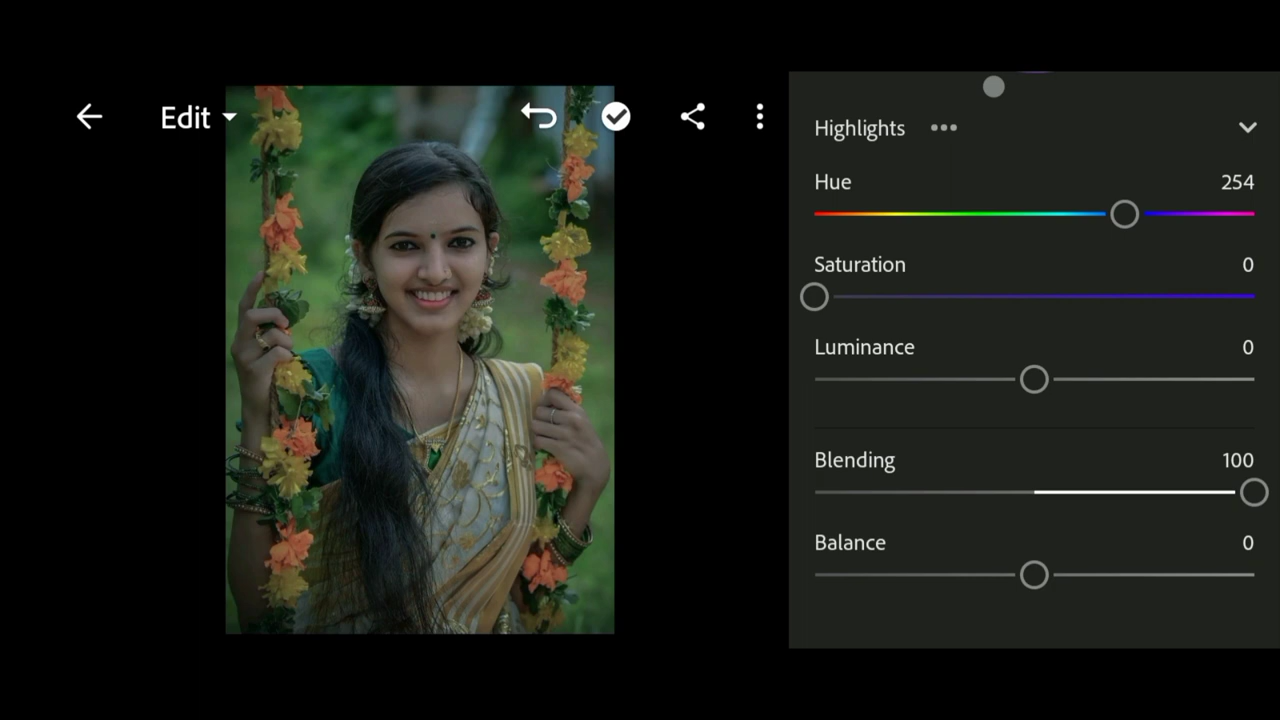 Edit
Highlights
Hue 254
Saturation 0
Luminance 0
Blending 100
Balance 0